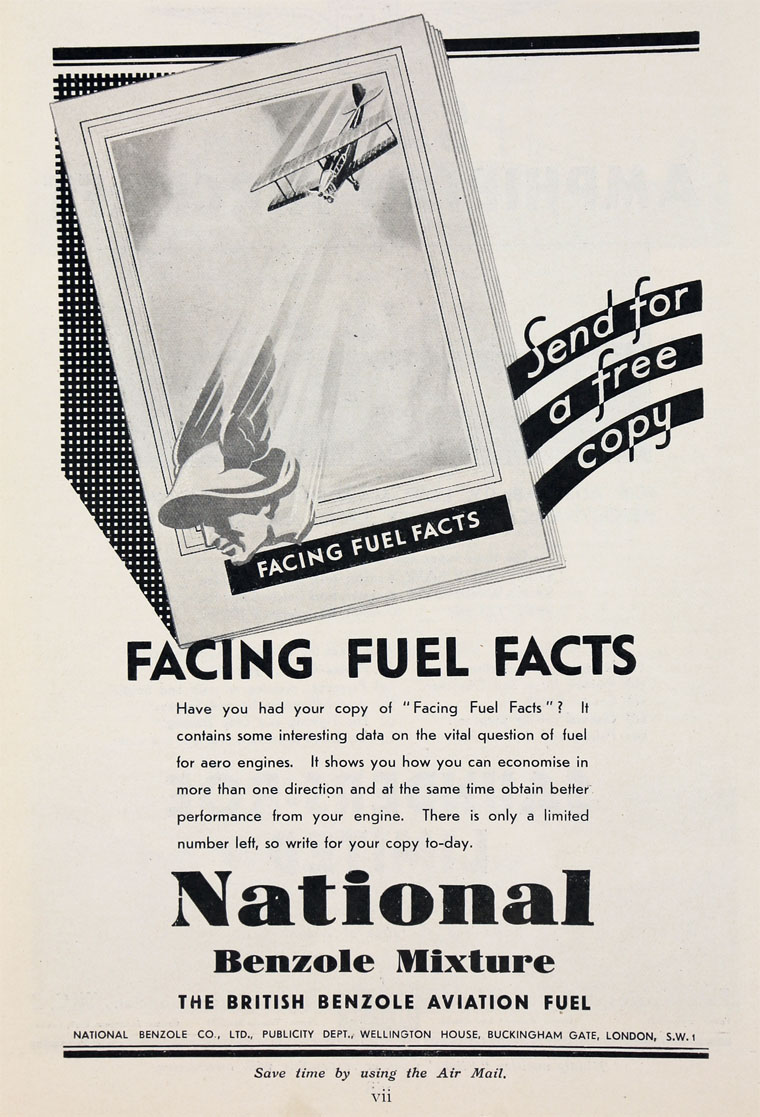 Send for
a free
copy
FACING FUEL FACTS
FACING FUEL FACTS
Have you had your copy of "Facing Fuel Facts"? It
contains some interesting data on the vital question of fuel
for aero engines. It shows you how you can economise in
more than one direction and at the same time obtain better
performance from your engine. There is only a limited
number left, so write for your copy to-day.
National
Benzole Mixture
THE BRITISH BENZOLE AVIATION FUEL
NATIONAL BENZOLE CO., LTD., PUBLICITY DEPT., WELLINGTON HOUSE, BUCKINGHAM GATE, LONDON, S.W.1
Save time by using the Air Mail.
vii